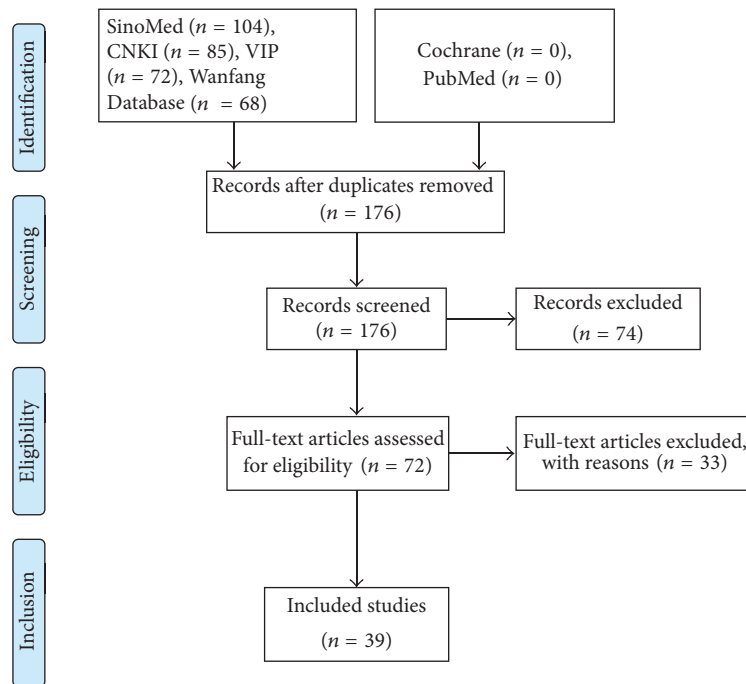 Identification
SinoMed (n = 104),
CNKI (n = 85), VIP
(n = 72), Wanfang
Database (n = 68)
Cochrane (n = 0),
PubMed (n = 0)
Records after duplicates removed
(n = 176)
Screening
Records screened
(n = 176)
Records excluded
(n = 74)
Eligibility
Full-text articles assessed
for eligibility (n = 72)
Full-text articles excluded,
with reasons (n = 33)
Inclusion
Included studies
(n = 39)